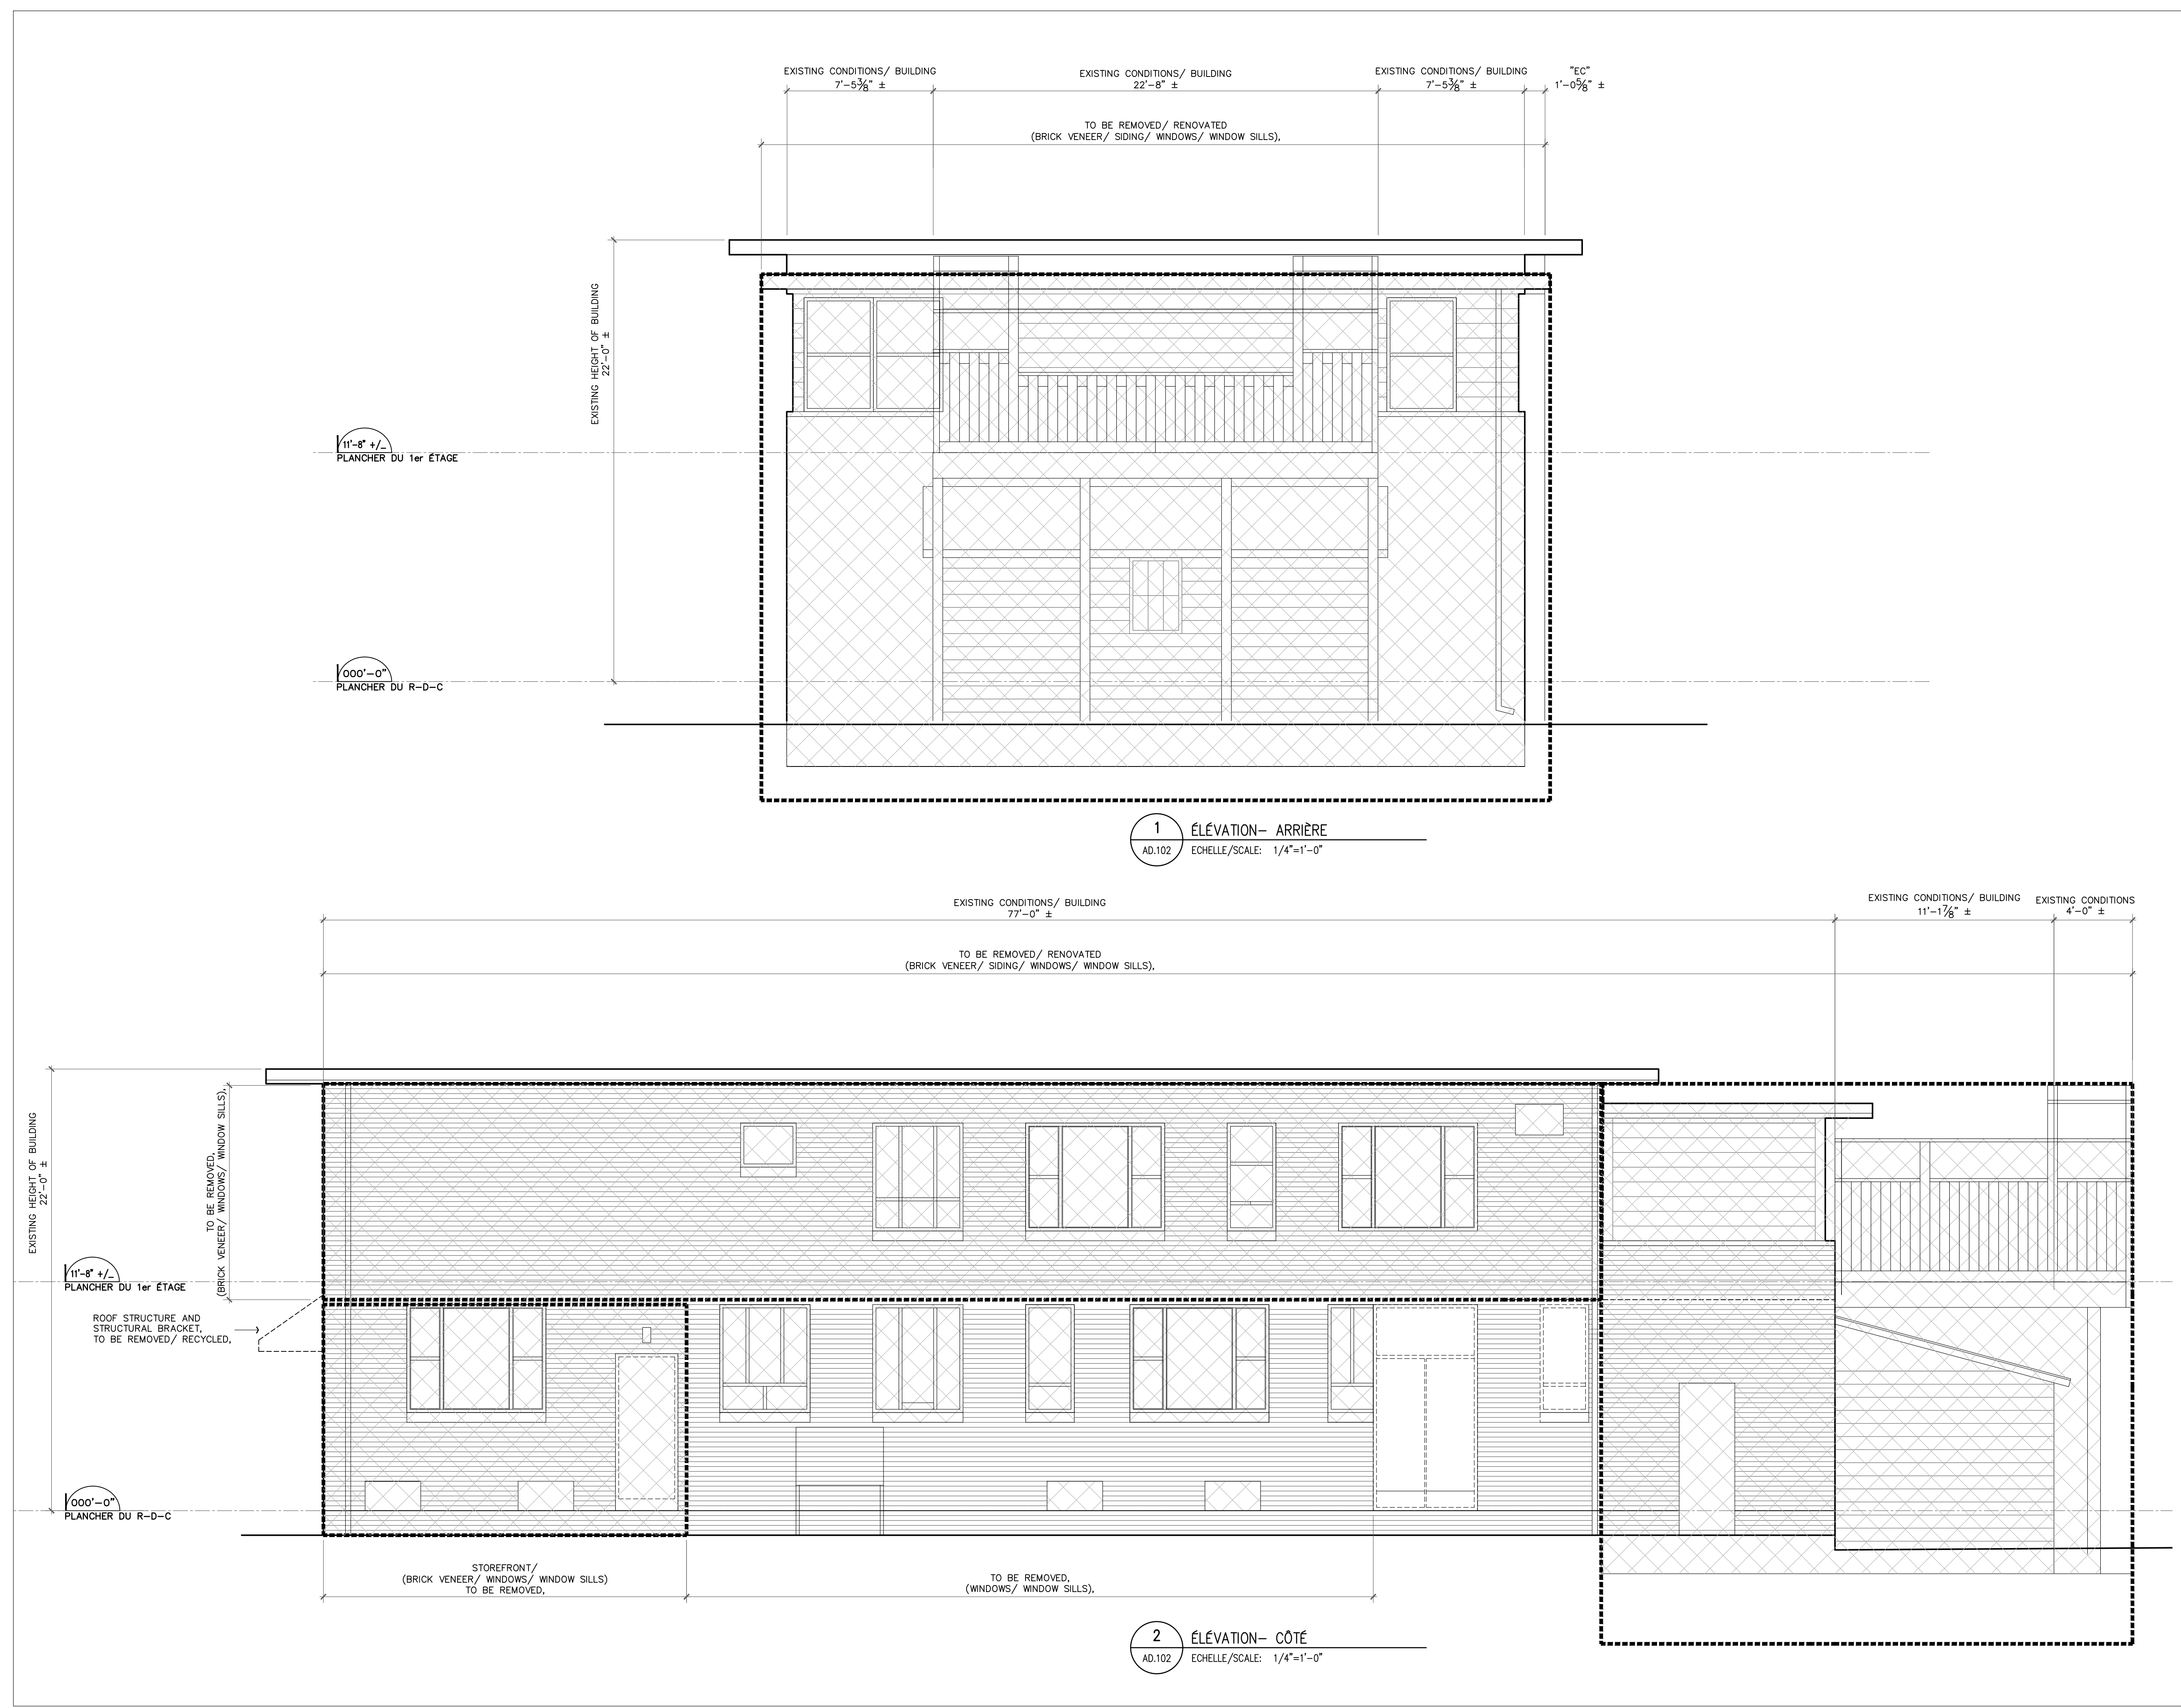 EXISTING CONDITIONS/ BUILDING
7'-5⅜" ±
EXISTING CONDITIONS/ BUILDING
22'-8" ±
EXISTING CONDITIONS/ BUILDING
7'-5⅜" ±
"EC"
1'-0⅝" ±
TO BE REMOVED/ RENOVATED
(BRICK VENEER/ SIDING/ WINDOWS/ WINDOW SILLS),
EXISTING HEIGHT OF BUILDING
22'-0" ±
11'-8" +/_
PLANCHER DU 1er ÉTAGE
000'-0"
PLANCHER DU R-D-C
1
AD.102
ÉLÉVATION- ARRIÈRE
ECHELLE/SCALE: 1/4"=1'-0"
EXISTING CONDITIONS/ BUILDING
77'-0" ±
EXISTING CONDITIONS/ BUILDING
11'-1⅞" ±
EXISTING CONDITIONS
4'-0" ±
TO BE REMOVED/ RENOVATED
(BRICK VENEER/ SIDING/ WINDOWS/ WINDOW SILLS),
EXISTING HEIGHT OF BUILDING
22'-0" ±
TO BE REMOVED,
(BRICK VENEER/ WINDOWS/ WINDOW SILLS),
11'-8" +/_
PLANCHER DU 1er ÉTAGE
ROOF STRUCTURE AND
STRUCTURAL BRACKET,
TO BE REMOVED/ RECYCLED,
000'-0"
PLANCHER DU R-D-C
STOREFRONT/
(BRICK VENEER/ WINDOWS/ WINDOW SILLS)
TO BE REMOVED,
TO BE REMOVED,
(WINDOWS/ WINDOW SILLS),
2
AD.102
ÉLÉVATION- CÔTÉ
ECHELLE/SCALE: 1/4"=1'-0"